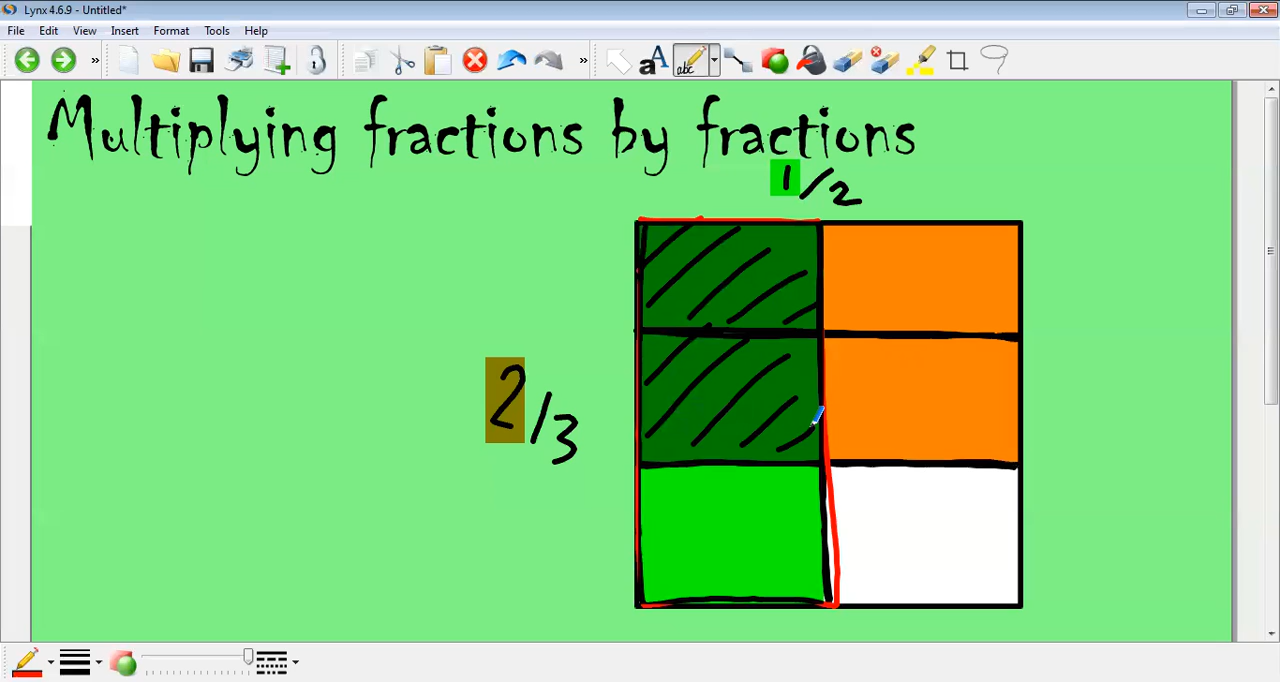 Lynx 4.6.9 - Untitled*
File Edit View Insert Format Tools Help
abc
Multiplying fractions by fractions
1/2
2/3